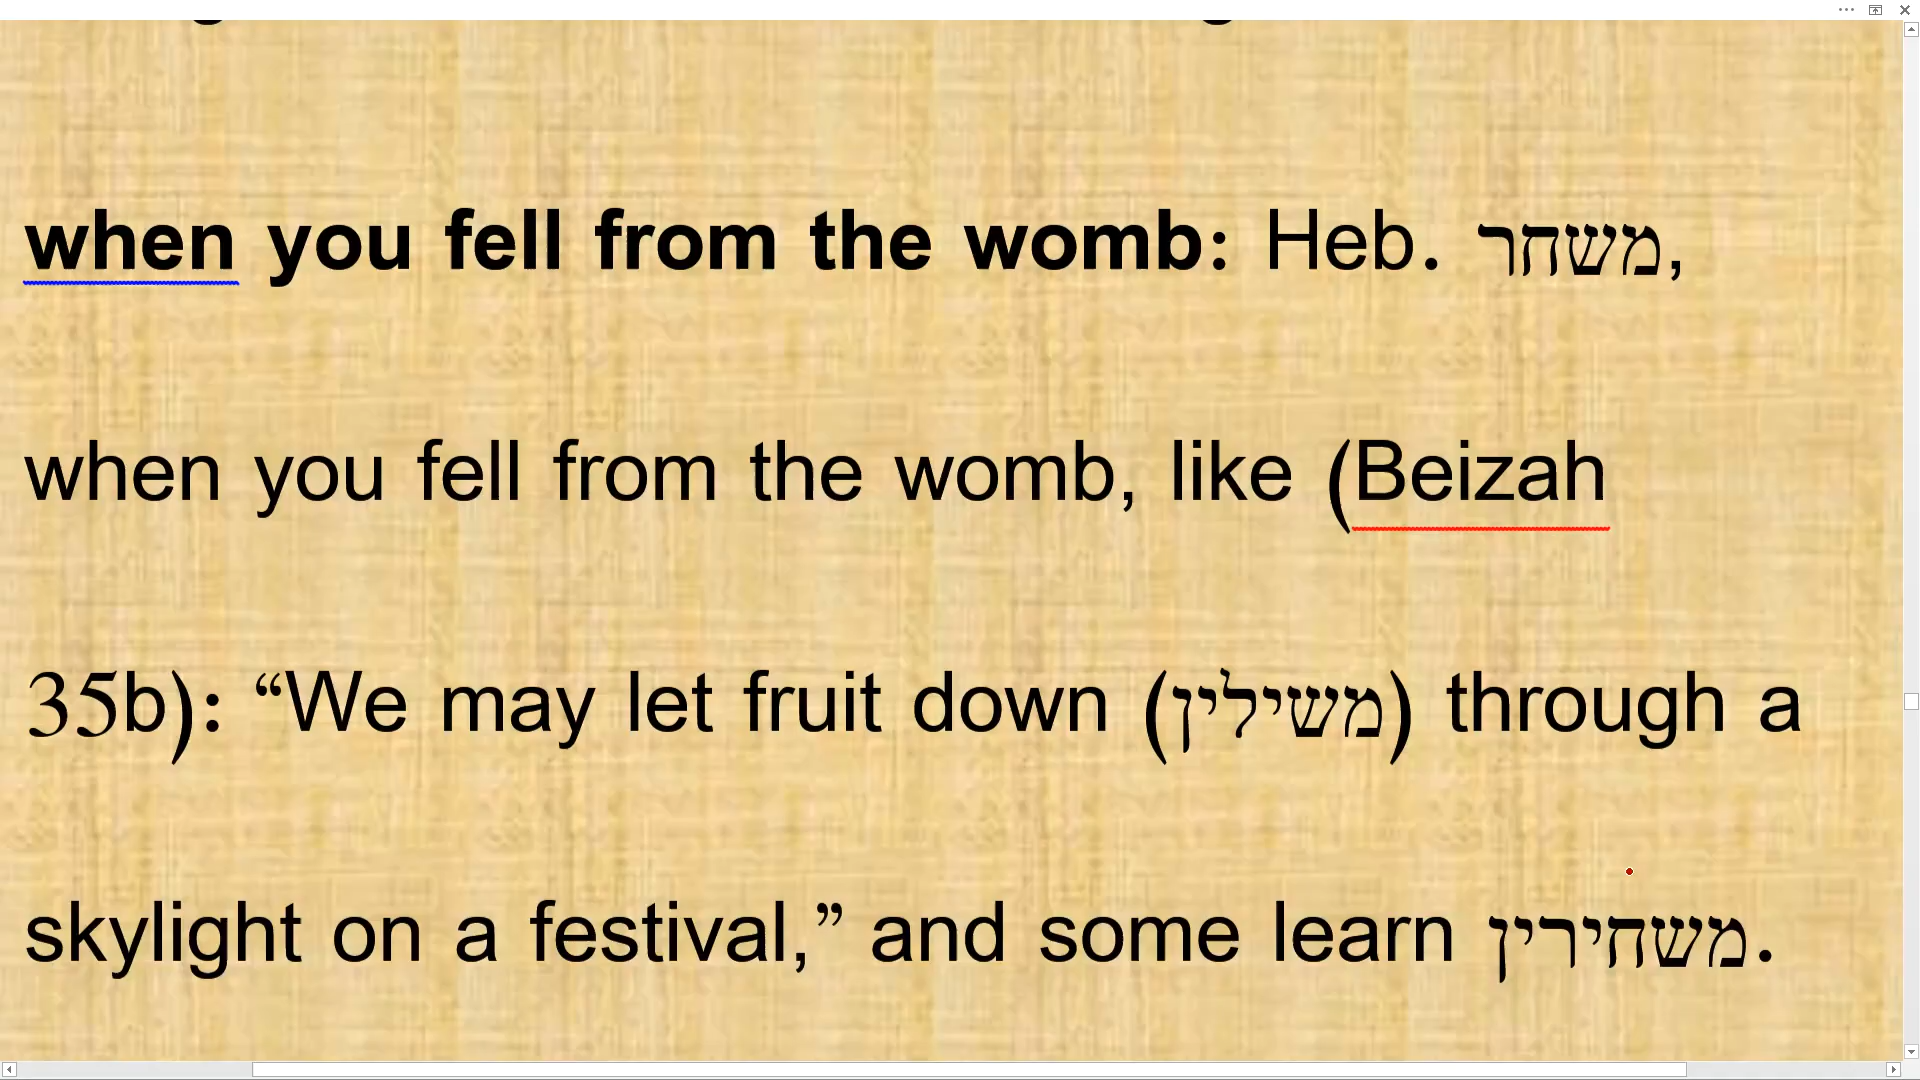 when you fell from the womb: Heb. משחר,
when you fell from the womb, like (Beizah
35b): “We may let fruit down (משילין) through a
skylight on a festival,” and some learn משחירין.